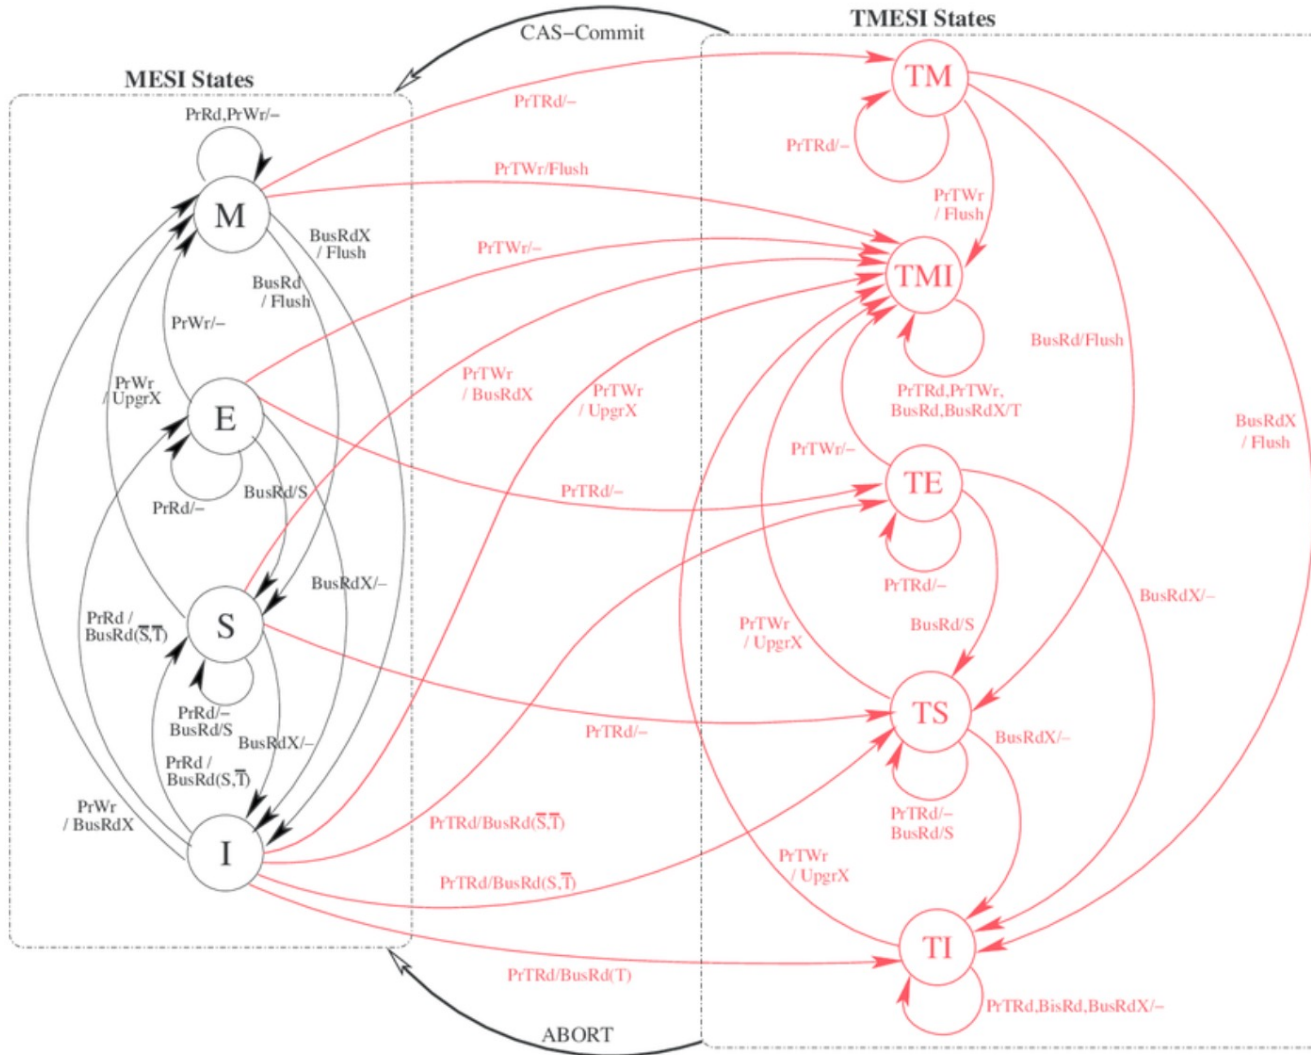 TMESI States
CAS–Commit
MESI States
TM
PrRd,PrWr/–
PrTRd/–
PrTRd/–
PrTWr/Flush
PrTWr
/ Flush
M
BusRdX
/ Flush
PrTWr/–
TMI
BusRd
/ Flush
PrWr/–
BusRd/Flush
PrWr
/ UpgrX
PrTWr
/ BusRdX
PrTWr
/ UpgrX
PrTRd,PrTWr,
BusRd,BusRdX/T
E
BusRdX
/ Flush
PrTWr/–
TE
BusRd/S
PrTRd/–
PrRd/–
BusRdX/–
PrTRd/–
BusRdX/–
PrRd /
BusRd(S̅,T̅)
S
PrTWr
/ UpgrX
BusRd/S
TS
PrRd/–
BusRd/S
PrTRd/–
BusRdX/–
BusRdX/–
PrRd /
BusRd(S,T̅)
PrTRd/–
BusRd/S
PrWr
/ BusRdX
PrTRd/BusRd(S̅,T̅)
I
PrTWr
/ UpgrX
PrTRd/BusRd(S,T̅)
TI
PrTRd/BusRd(T)
PrTRd,BisRd,BusRdX/–
ABORT